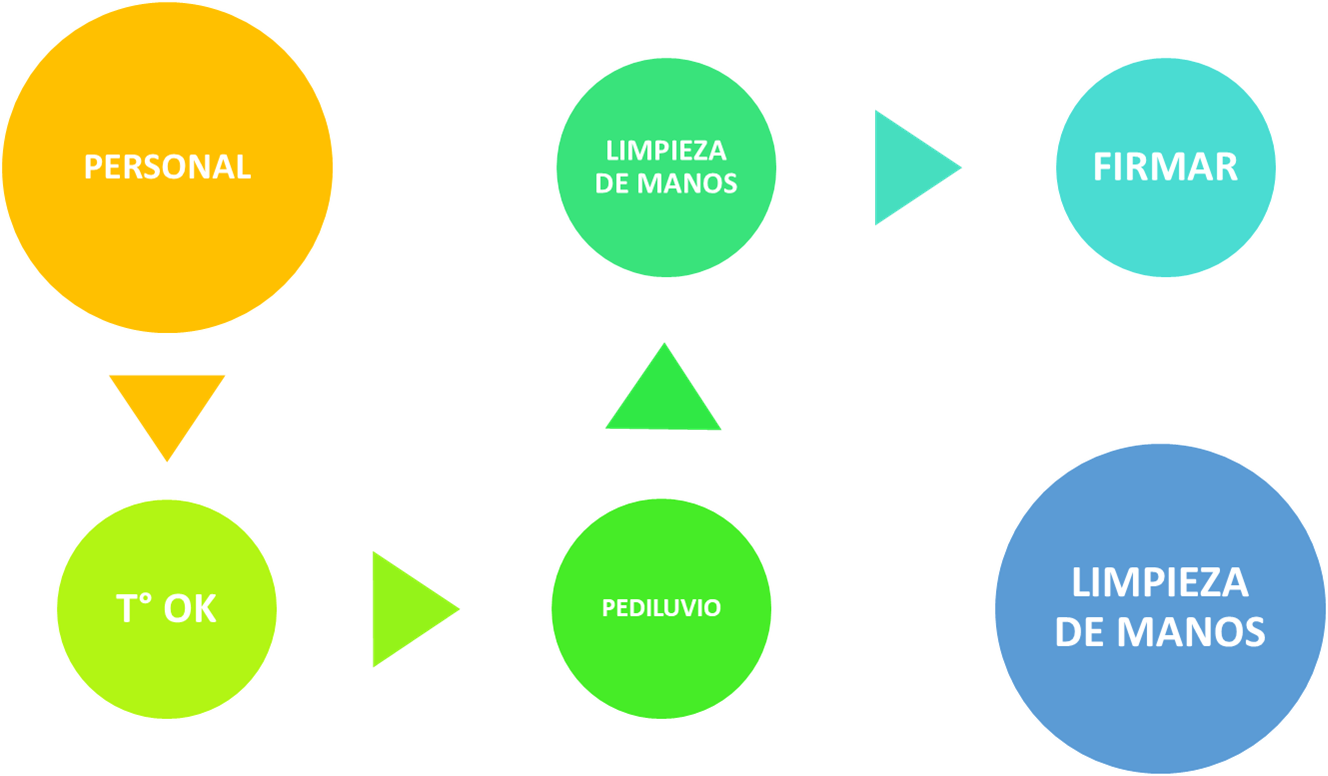 PERSONAL
T° OK
PEDILUVIO
LIMPIEZA
DE MANOS
FIRMAR
LIMPIEZA
DE MANOS